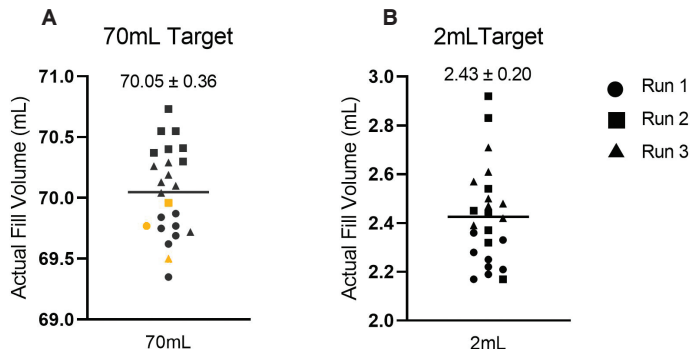 A
70mL Target
70.05 ± 0.36
Actual Fill Volume (mL)
71.0
70.5
70.0
69.5
69.0
70mL
B
2mLTarget
2.43 ± 0.20
Actual Fill Volume (mL)
3.0
2.8
2.6
2.4
2.2
2.0
2mL
Run 1
Run 2
Run 3